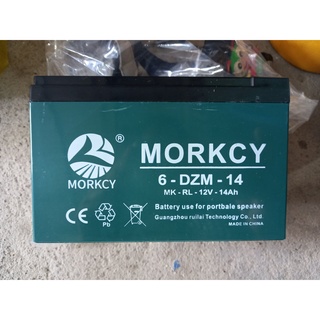 ®
MORKCY
MORKCY
6 - DZM - 14
MK - RL - 12V - 14Ah
CE
Pb
Battery use for portbale speaker
Guangzhou ruilai Technology Co., Ltd.
MADE IN CHINA